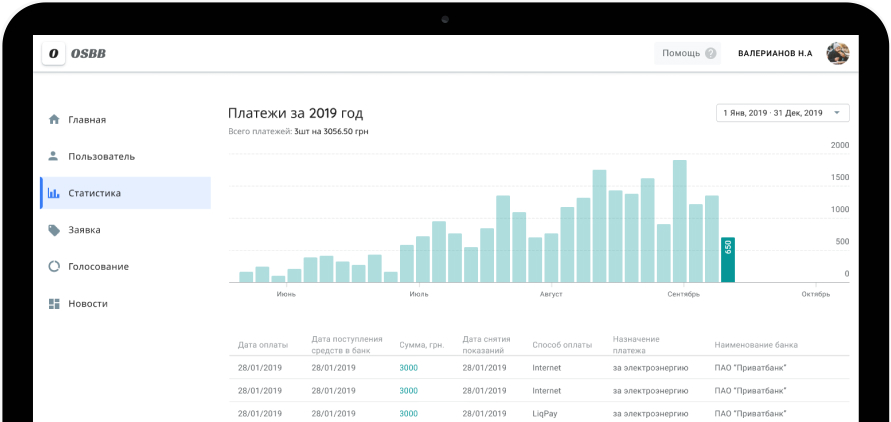 O OSBB
Помощь ? ВАЛЕРИАНОВ Н.А
Главная
Пользователь
Статистика
Заявка
Голосование
Новости
Платежи за 2019 год
1 Янв, 2019 · 31 Дек, 2019
Всего платежей: 3шт на 3056.50 грн
2000
1500
1000
500
0
650
Июнь Июль Август Сентябрь Октябрь
Дата оплаты Дата поступления средств в банк Сумма, грн. Дата снятия показаний Способ оплаты Назначение платежа Наименование банка
28/01/2019 28/01/2019 3000 28/01/2019 Internet за электроэнергию ПАО "Приватбанк"
28/01/2019 28/01/2019 3000 28/01/2019 Internet за электроэнергию ПАО "Приватбанк"
28/01/2019 28/01/2019 3000 28/01/2019 LiqPay за электроэнергию ПАО "Приватбанк"